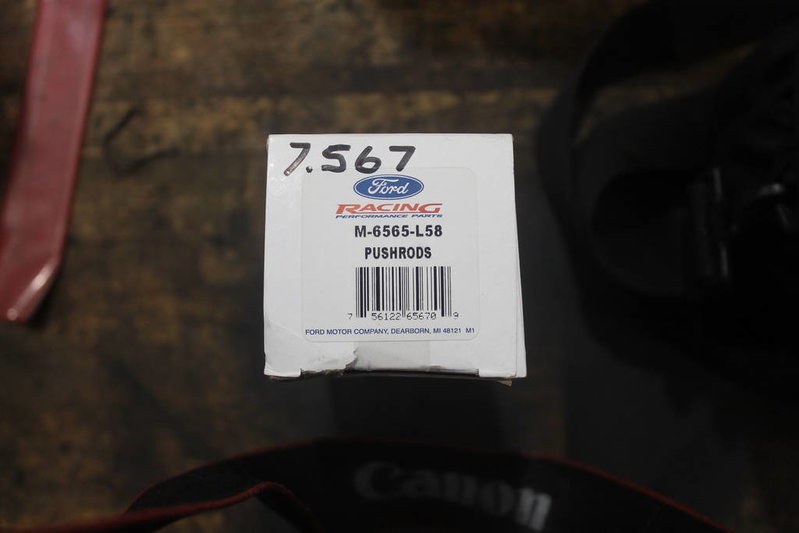 7.567
Ford
RACING
PERFORMANCE PARTS
M-6565-L58
PUSHRODS
7 56122 65670 9
FORD MOTOR COMPANY, DEARBORN, MI 48121 M1
Canon